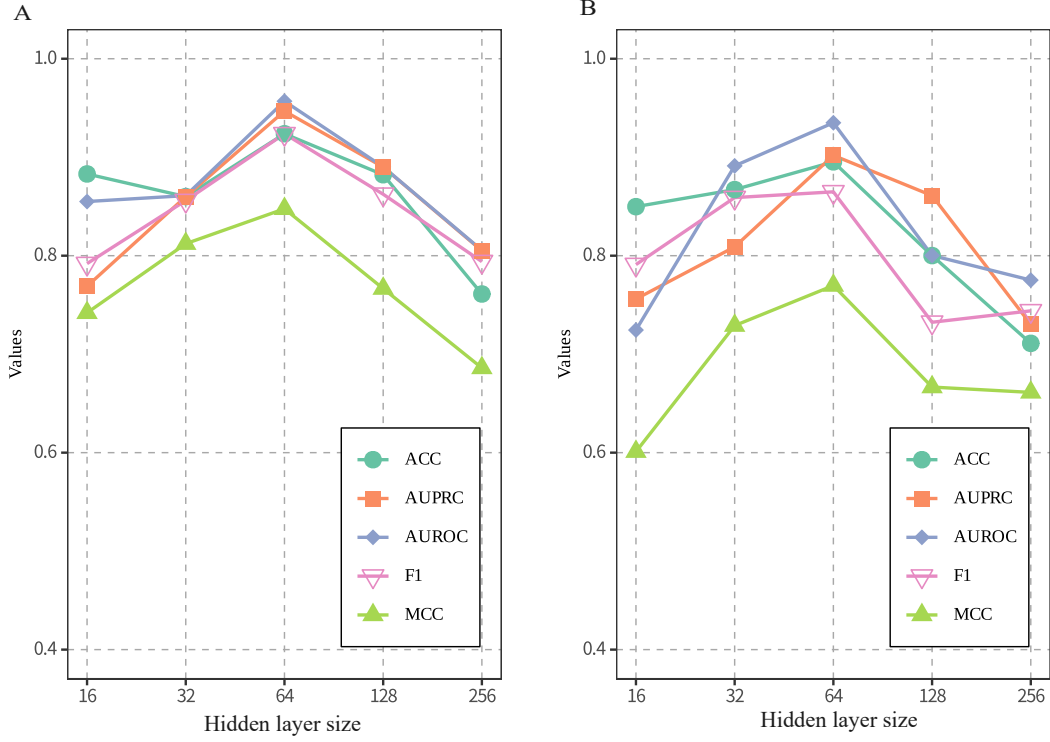 A
1.0
0.8
0.6
0.4
Values
16 32 64 128 256
Hidden layer size
ACC
AUPRC
AUROC
F1
MCC
B
1.0
0.8
0.6
0.4
Values
16 32 64 128 256
Hidden layer size
ACC
AUPRC
AUROC
F1
MCC